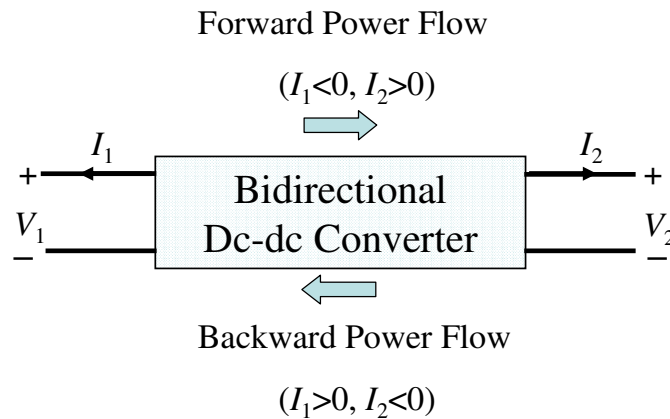 Forward Power Flow
(I₁<0, I₂>0)
I₁ I₂
+ +
Bidirectional
V₁ V₂
Dc-dc Converter
− −
Backward Power Flow
(I₁>0, I₂<0)